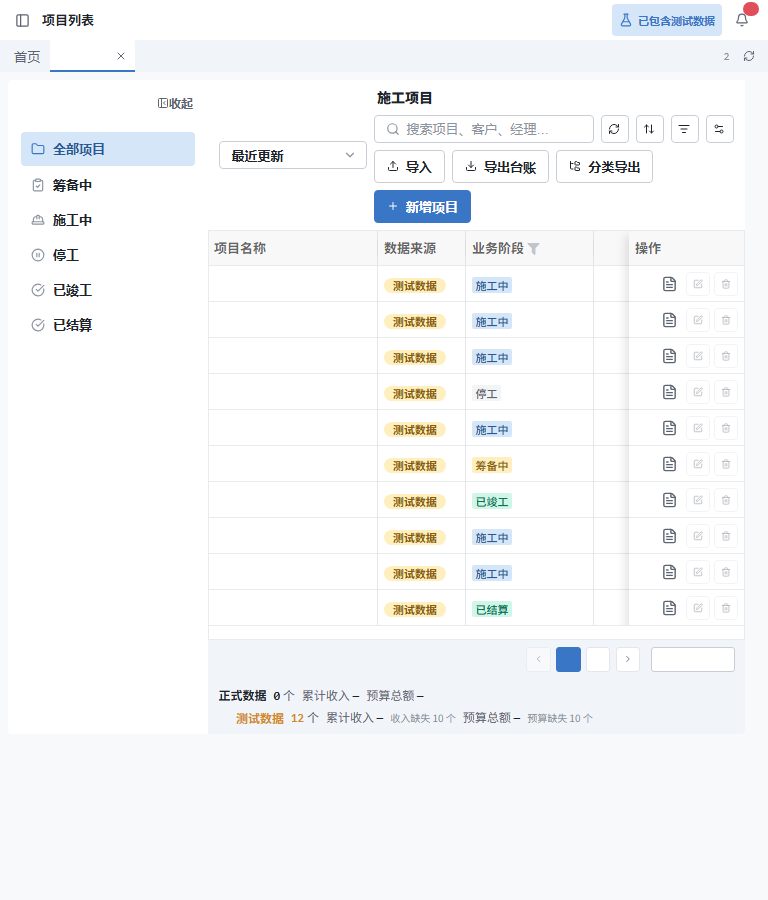 项目列表
已包含测试数据
首页
2
收起
施工项目
搜索项目、客户、经理...
最近更新
导入
导出台账
分类导出
新增项目
全部项目
筹备中
施工中
停工
已竣工
已结算
项目名称 数据来源 业务阶段 操作
测试数据 施工中
测试数据 施工中
测试数据 施工中
测试数据 停工
测试数据 施工中
测试数据 筹备中
测试数据 已竣工
测试数据 施工中
测试数据 施工中
测试数据 已结算
正式数据 0 个 累计收入 – 预算总额 –
测试数据 12 个 累计收入 – 收入缺失 10 个 预算总额 – 预算缺失 10 个